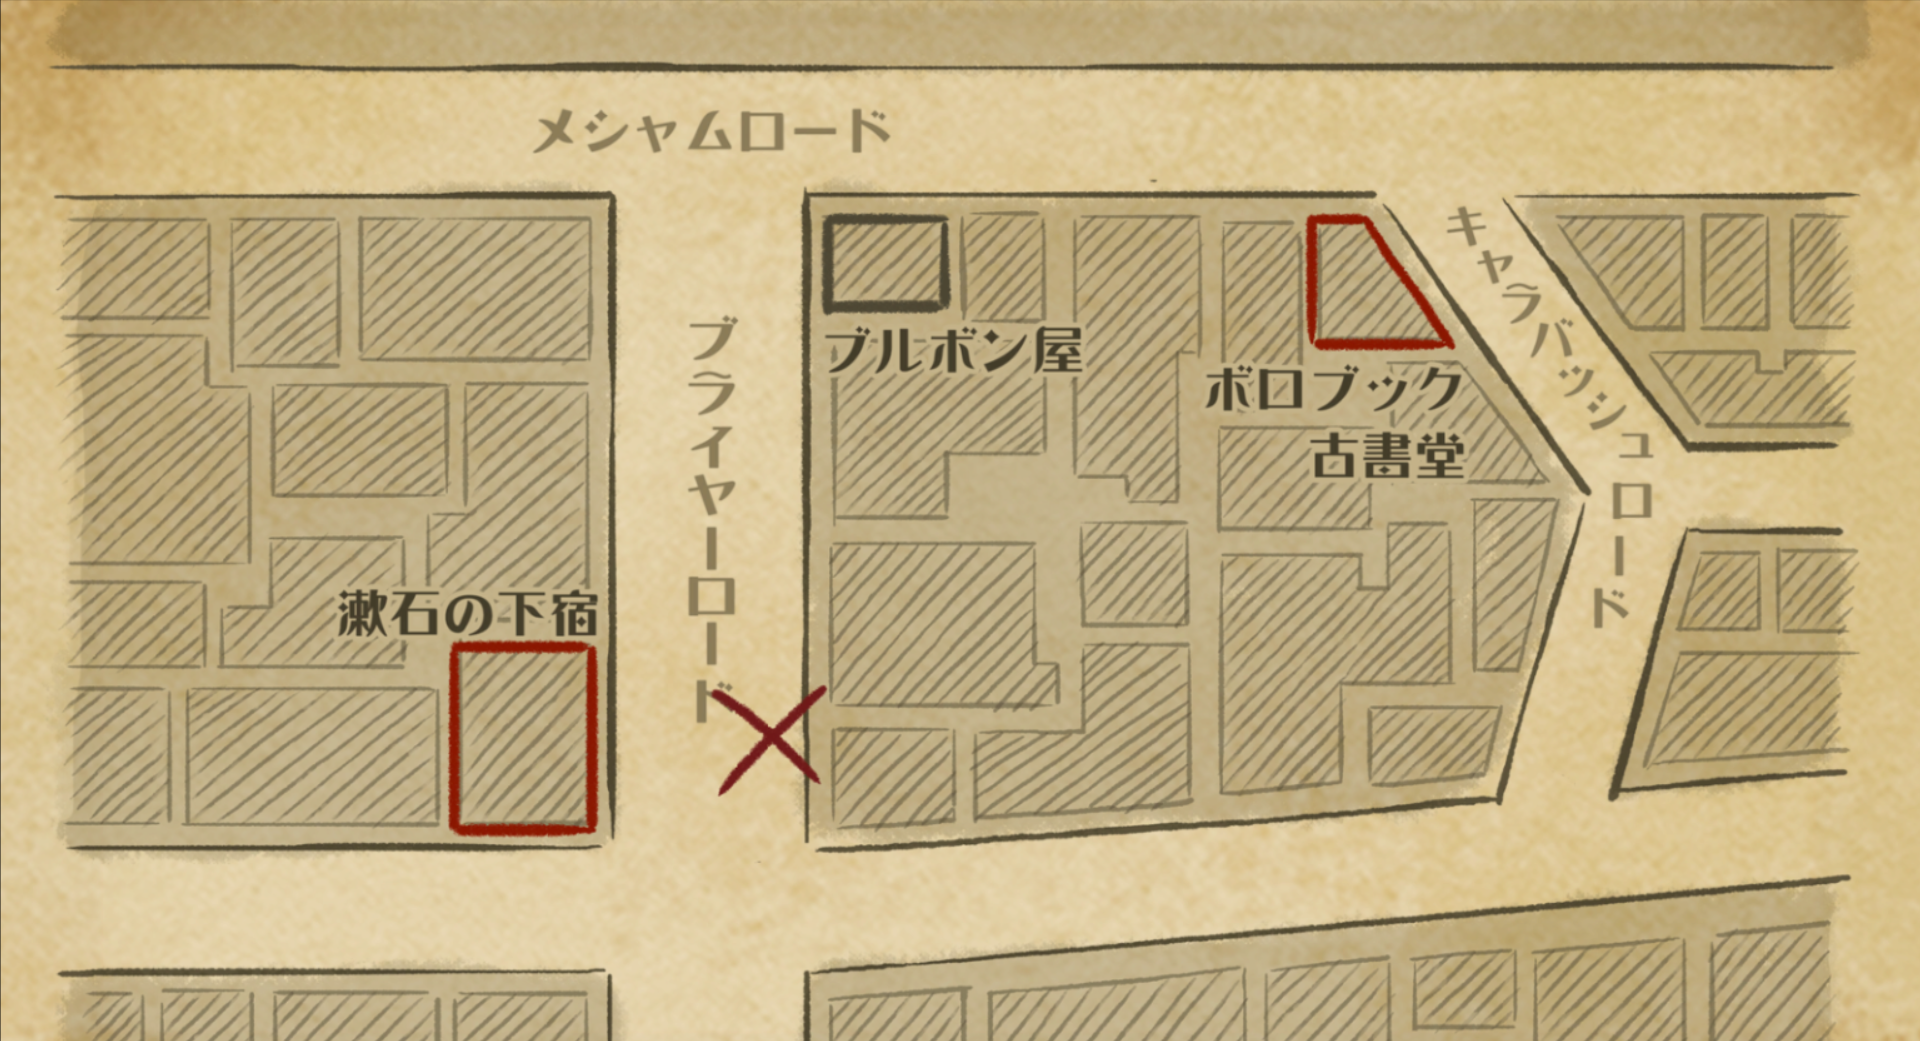 メシャムロード
キャラバッシュロード
ブライヤーロード
ブルボン屋
ボロブック
古書堂
漱石の下宿